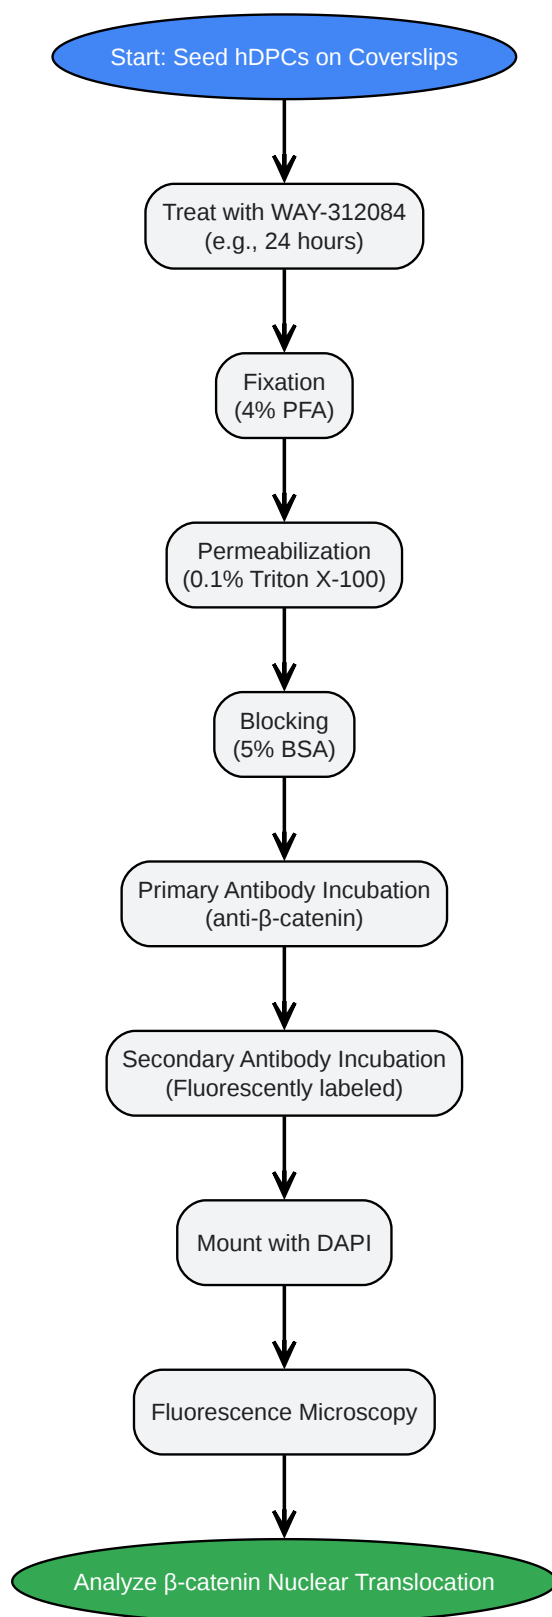 Start: Seed hDPCs on Coverslips
Treat with WAY-312084
(e.g., 24 hours)
Fixation
(4% PFA)
Permeabilization
(0.1% Triton X-100)
Blocking
(5% BSA)
Primary Antibody Incubation
(anti-β-catenin)
Secondary Antibody Incubation
(Fluorescently labeled)
Mount with DAPI
Fluorescence Microscopy
Analyze β-catenin Nuclear Translocation